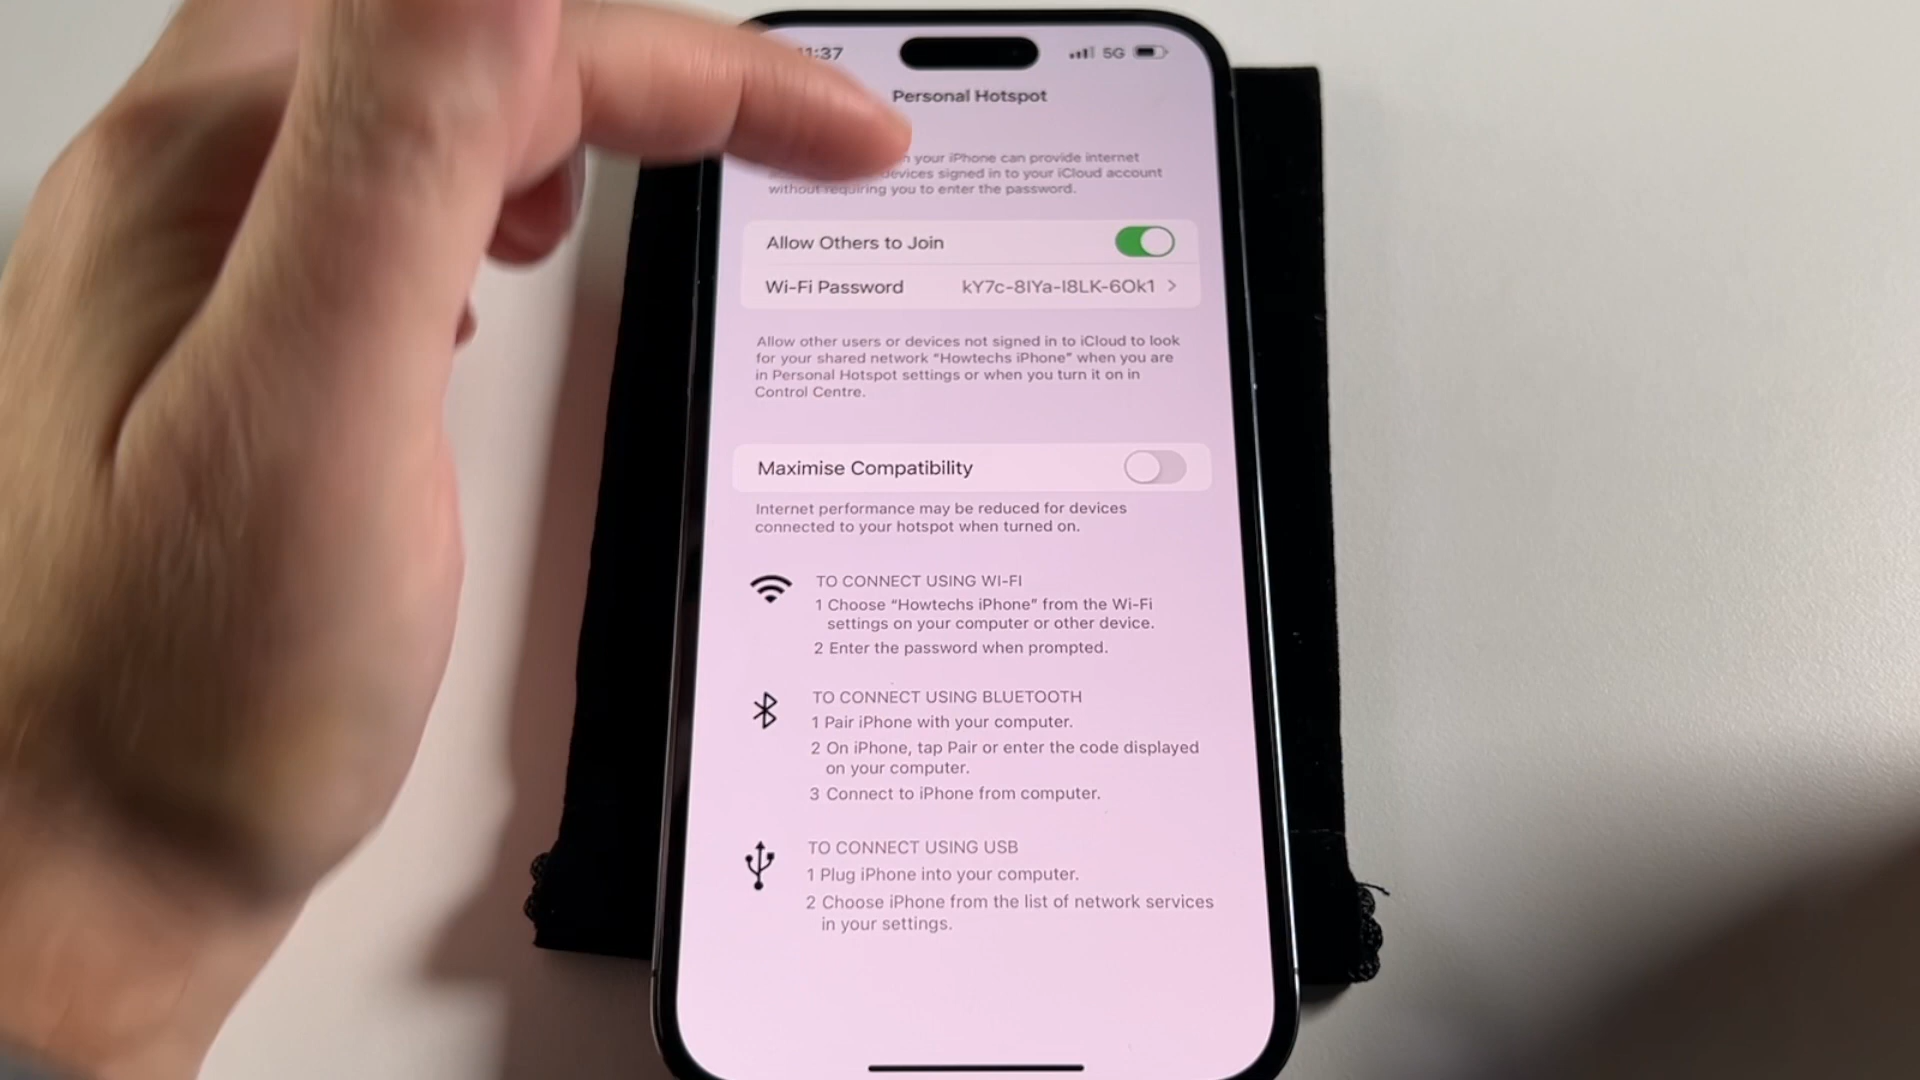 :37
5G
Personal Hotspot
your iPhone can provide internet
devices signed in to your iCloud account
without requiring you to enter the password.
Allow Others to Join
Wi-Fi Password kY7c-8IYa-I8LK-6Ok1 >
Allow other users or devices not signed in to iCloud to look
for your shared network “Howtechs iPhone” when you are
in Personal Hotspot settings or when you turn it on in
Control Centre.
Maximise Compatibility
Internet performance may be reduced for devices
connected to your hotspot when turned on.
TO CONNECT USING WI-FI
1 Choose “Howtechs iPhone” from the Wi-Fi
settings on your computer or other device.
2 Enter the password when prompted.
TO CONNECT USING BLUETOOTH
1 Pair iPhone with your computer.
2 On iPhone, tap Pair or enter the code displayed
on your computer.
3 Connect to iPhone from computer.
TO CONNECT USING USB
1 Plug iPhone into your computer.
2 Choose iPhone from the list of network services
in your settings.